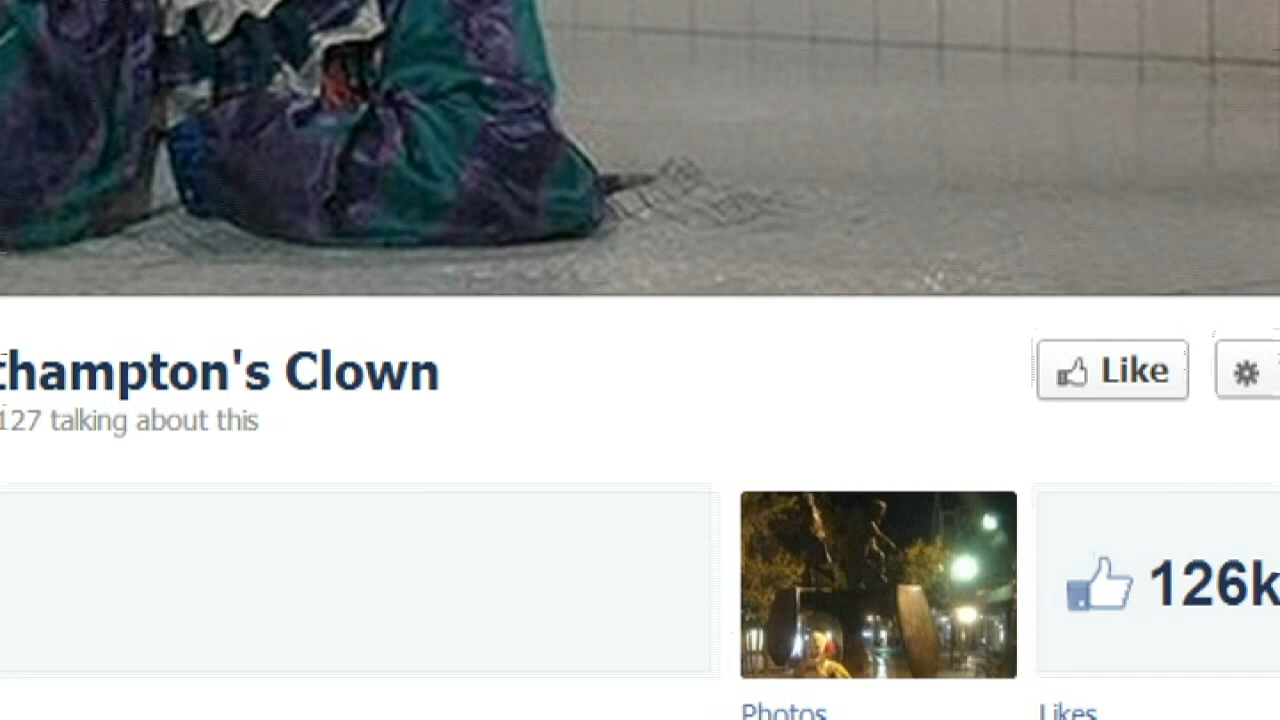 thampton's Clown
Like
127 talking about this
126k
Photos
Likes